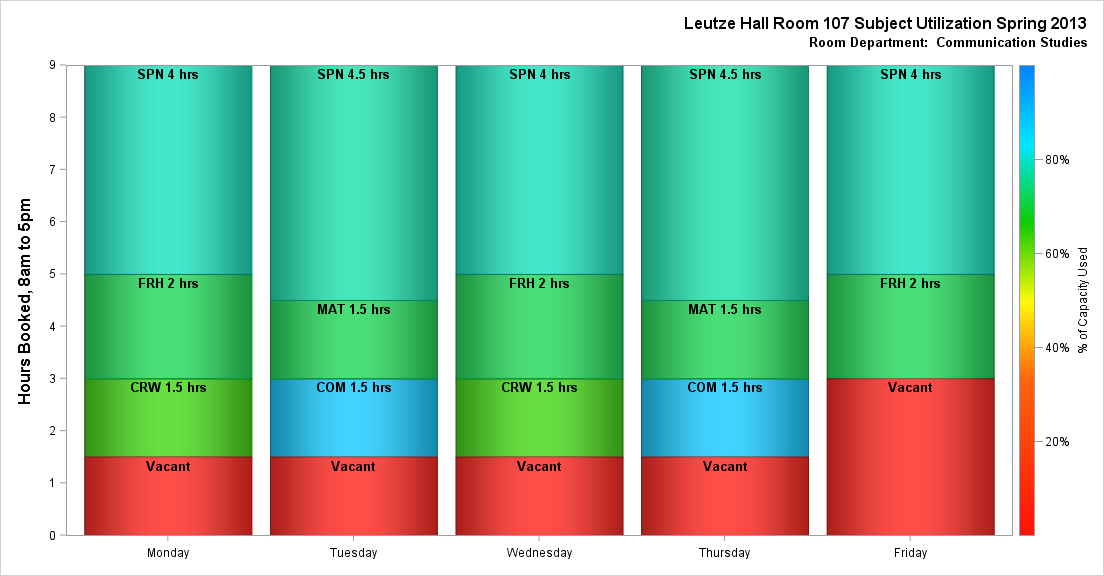 Leutze Hall Room 107 Subject Utilization Spring 2013
Room Department: Communication Studies
Hours Booked, 8am to 5pm
9
8
7
6
5
4
3
2
1
0
SPN 4 hrs
FRH 2 hrs
CRW 1.5 hrs
Vacant
SPN 4.5 hrs
MAT 1.5 hrs
COM 1.5 hrs
Vacant
SPN 4 hrs
FRH 2 hrs
CRW 1.5 hrs
Vacant
SPN 4.5 hrs
MAT 1.5 hrs
COM 1.5 hrs
Vacant
SPN 4 hrs
FRH 2 hrs
Vacant
Monday
Tuesday
Wednesday
Thursday
Friday
80%
60%
40%
20%
% of Capacity Used